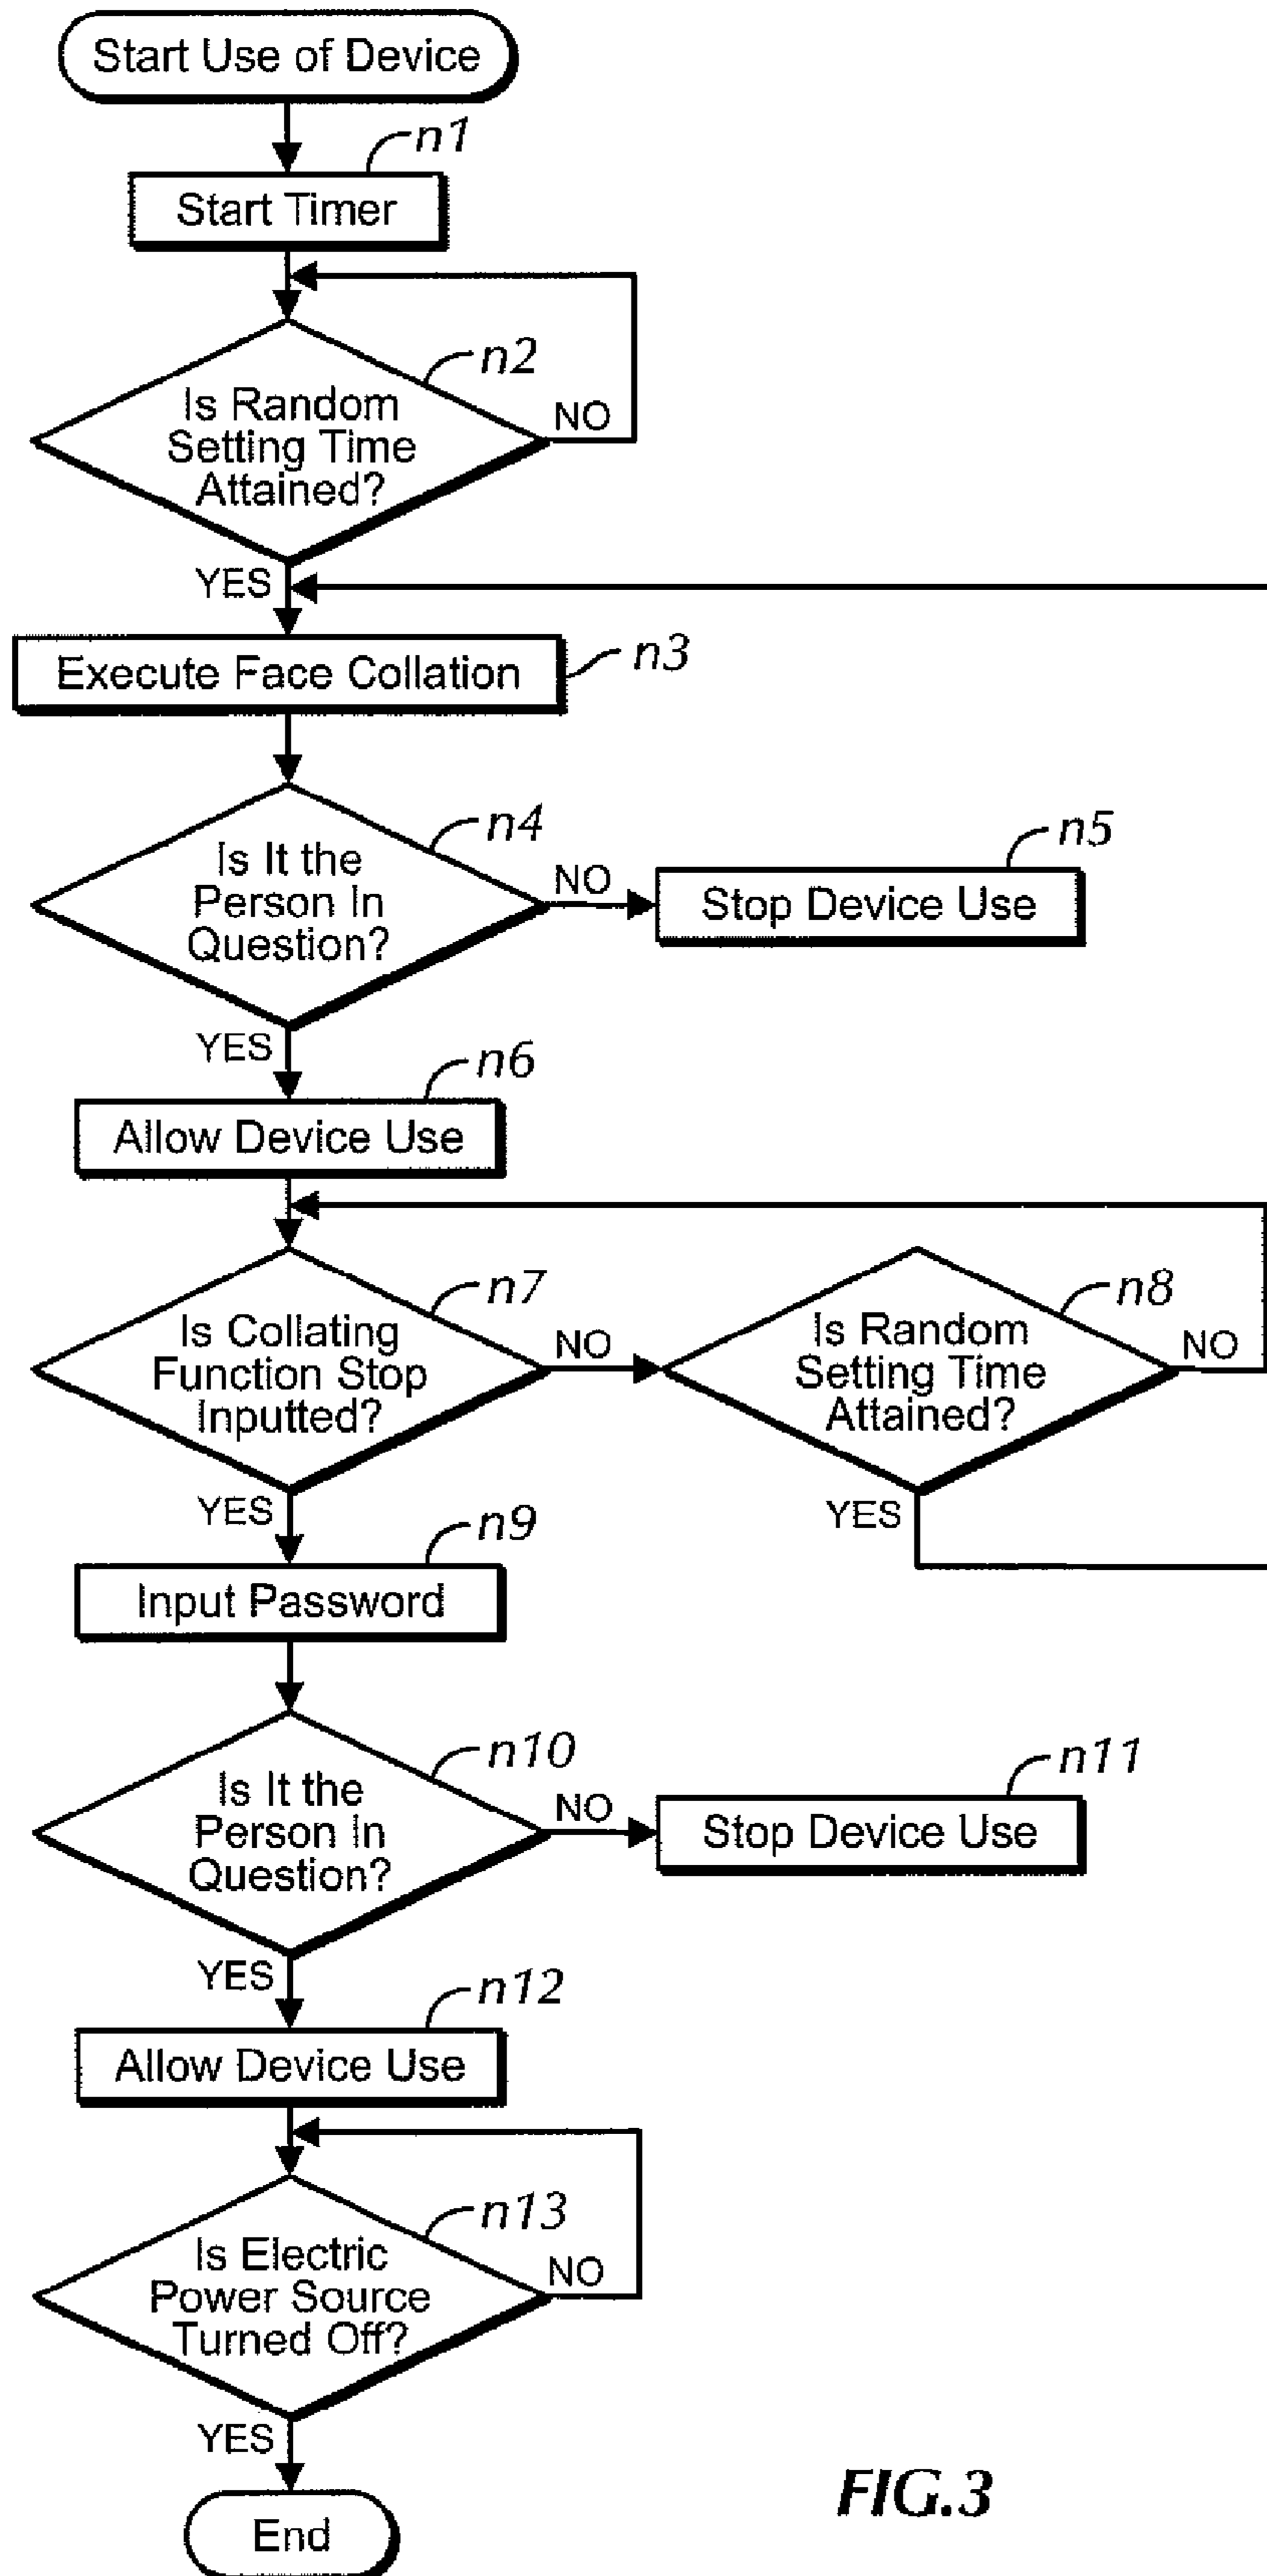 Start Use of Device
n1
Start Timer
n2
Is Random
Setting Time
Attained?
NO
YES
Execute Face Collation
n3
n4
Is It the
Person In
Question?
NO
n5
Stop Device Use
YES
n6
Allow Device Use
n7
Is Collating
Function Stop
Inputted?
NO
n8
Is Random
Setting Time
Attained?
NO
YES
YES
n9
Input Password
n10
Is It the
Person In
Question?
NO
n11
Stop Device Use
YES
n12
Allow Device Use
n13
Is Electric
Power Source
Turned Off?
NO
YES
End
FIG.3